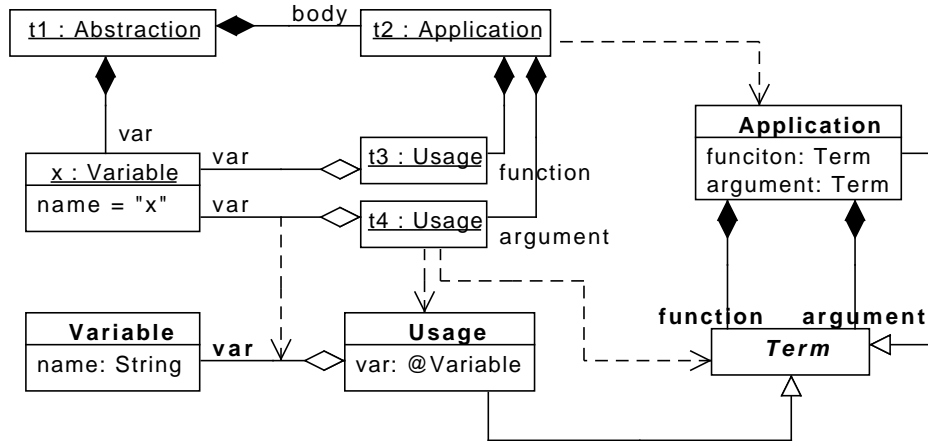 body
t1 : Abstraction
t2 : Application
var
Application
funciton: Term
argument: Term
var
t3 : Usage
function
x : Variable
name = "x"
var
t4 : Usage
argument
function
argument
Variable
name: String
var
Usage
var: @Variable
Term